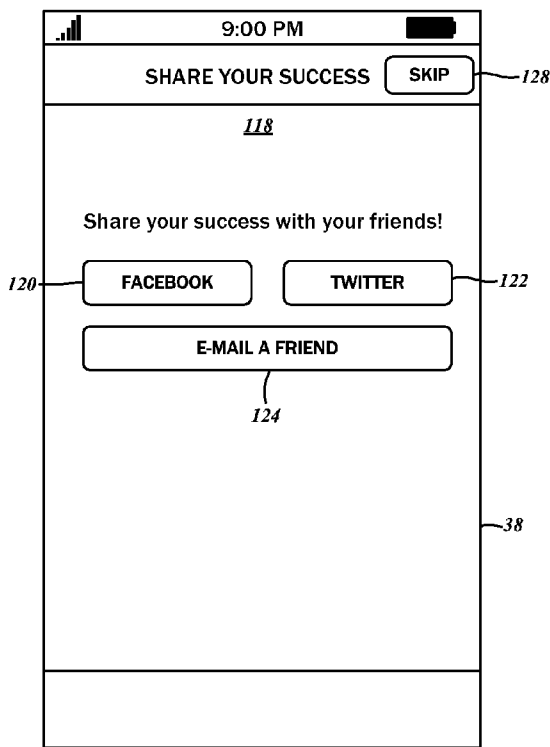 9:00 PM
SHARE YOUR SUCCESS SKIP 128
118
Share your success with your friends!
120 FACEBOOK TWITTER 122
E-MAIL A FRIEND
124
38